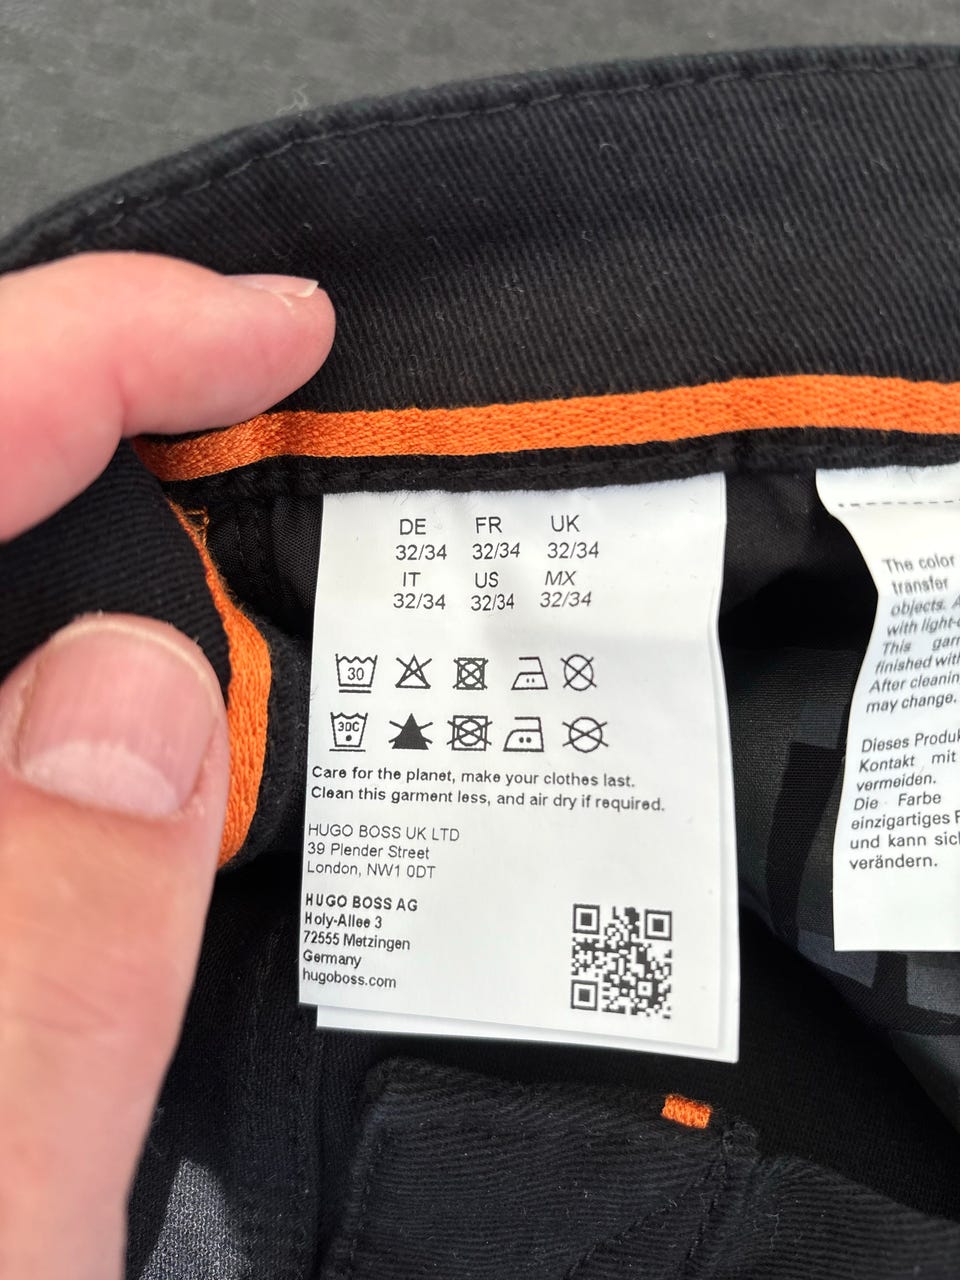 DE FR UK
32/34 32/34 32/34
IT US MX
32/34 32/34 32/34
30
30C
Care for the planet, make your clothes last.
Clean this garment less, and air dry if required.
HUGO BOSS UK LTD
39 Plender Street
London, NW1 0DT
HUGO BOSS AG
Holy-Allee 3
72555 Metzingen
Germany
hugoboss.com
The color
transfer
objects. A
with light-c
This gar
finished with
After cleanin
may change.
Dieses Produk
Kontakt mit
vermeiden.
Die Farbe
einzigartiges F
und kann sich
verändern.